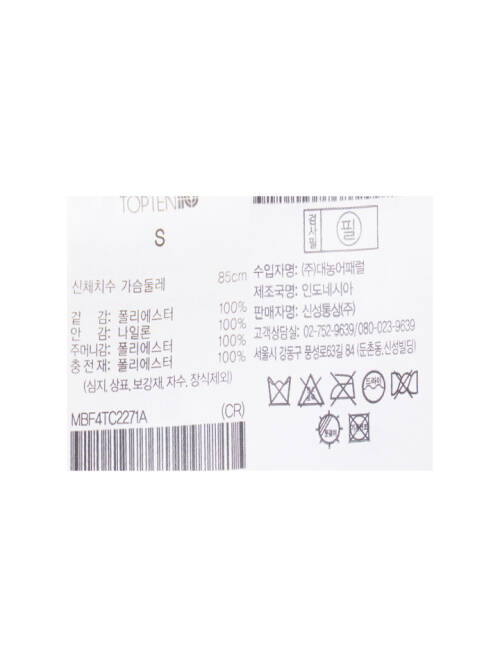 TOPTEN10
S
신체치수 가슴둘레 85cm
겉 감: 폴리에스터 100%
안 감: 나일론 100%
주머니감: 폴리에스터 100%
충전재: 폴리에스터 100%
(심지, 상표, 보강재, 자수, 장식제외)
MBF4TC2271A (CR)
검사필 필
수입자명: (주)대농어패럴
제조국명: 인도네시아
판매자명: 신성통상(주)
고객상담실: 02-752-9639/080-023-9639
서울시 강동구 풍성로63길 84 (둔촌동,신성빌딩)
드라이